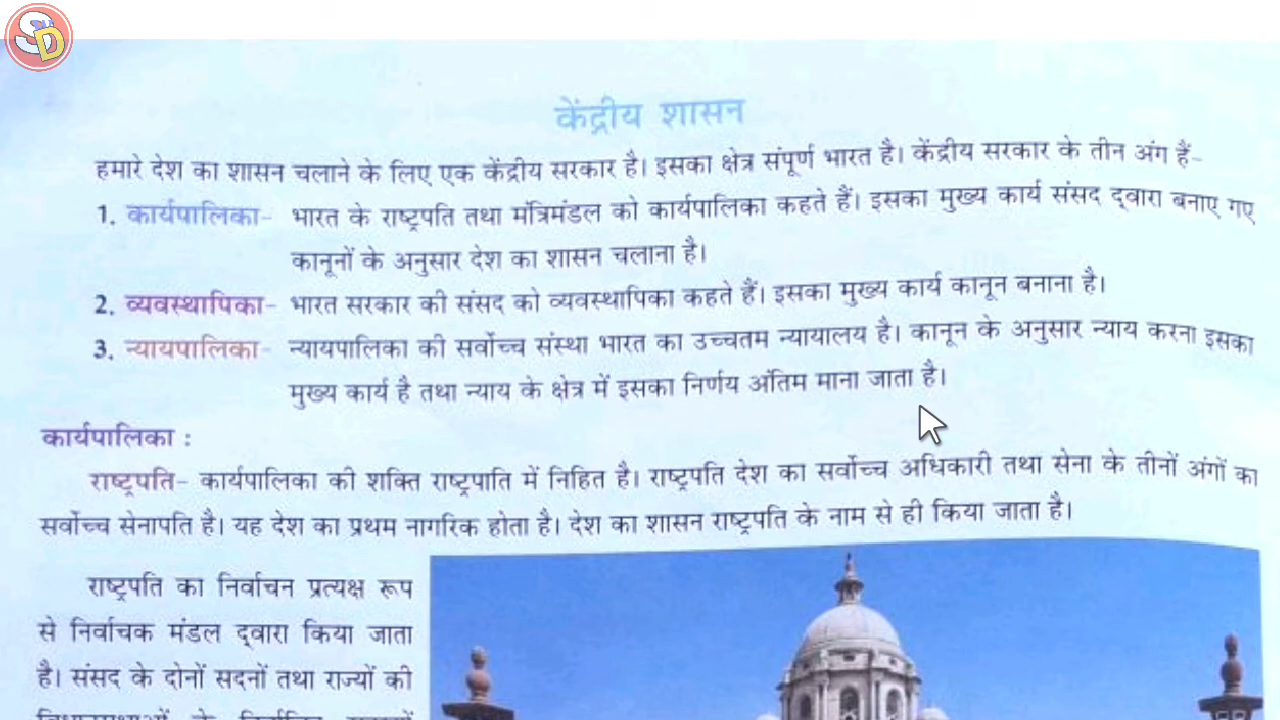 SD
केंद्रीय शासन
हमारे देश का शासन चलाने के लिए एक केंद्रीय सरकार है। इसका क्षेत्र संपूर्ण भारत है। केंद्रीय सरकार के तीन अंग हैं-
1. कार्यपालिका- भारत के राष्ट्रपति तथा मंत्रिमंडल को कार्यपालिका कहते हैं। इसका मुख्य कार्य संसद द्वारा बनाए गए
कानूनों के अनुसार देश का शासन चलाना है।
2. व्यवस्थापिका- भारत सरकार की संसद को व्यवस्थापिका कहते हैं। इसका मुख्य कार्य कानून बनाना है।
3. न्यायपालिका- न्यायपालिका की सर्वोच्च संस्था भारत का उच्चतम न्यायालय है। कानून के अनुसार न्याय करना इसका
मुख्य कार्य है तथा न्याय के क्षेत्र में इसका निर्णय अंतिम माना जाता है।
कार्यपालिका :
राष्ट्रपति- कार्यपालिका की शक्ति राष्ट्रपाति में निहित है। राष्ट्रपति देश का सर्वोच्च अधिकारी तथा सेना के तीनों अंगों का
सर्वोच्च सेनापति है। यह देश का प्रथम नागरिक होता है। देश का शासन राष्ट्रपति के नाम से ही किया जाता है।
राष्ट्रपति का निर्वाचन प्रत्यक्ष रूप
से निर्वाचक मंडल द्वारा किया जाता
है। संसद के दोनों सदनों तथा राज्यों की